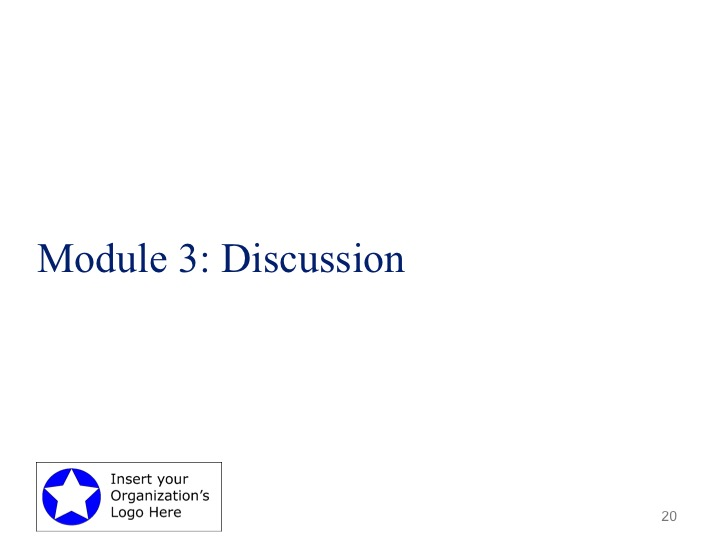 Module 3: Discussion
Insert your
Organization's
Logo Here
20